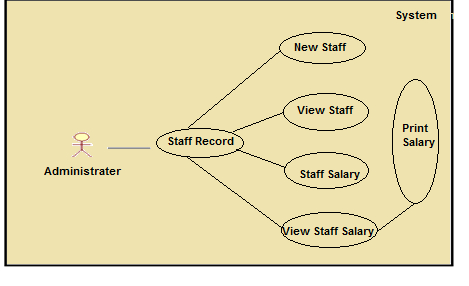 System
New Staff
View Staff
Print
Salary
Staff Record
Administrater
Staff Salary
View Staff Salary